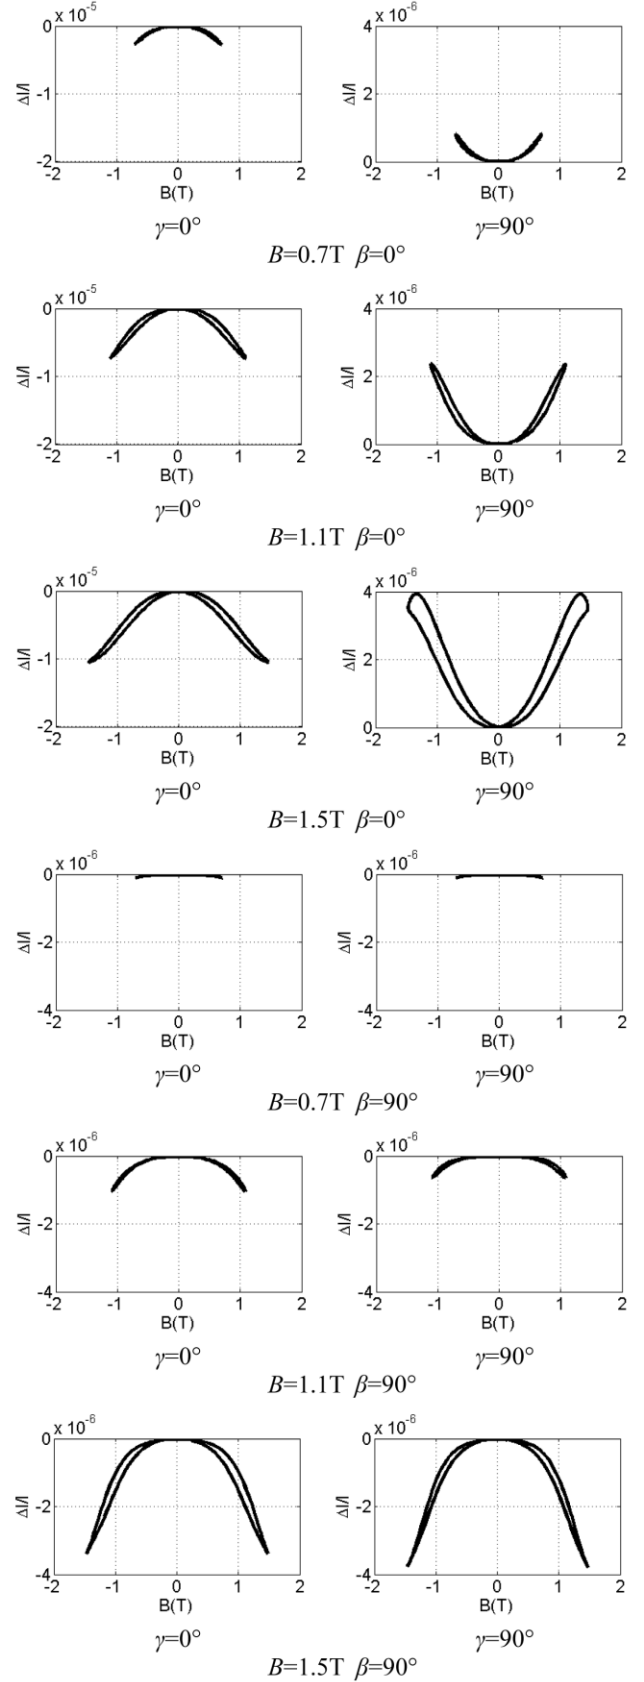 x 10⁻⁵ x 10⁻⁶
0 6
ΔI/I -1 ΔI/I 4
2
-2 0
-2 -1 0 1 2 -2 -1 0 1 2
B(T) B(T)
γ=0° γ=90°
B=0.7T β=0°
x 10⁻⁵ x 10⁻⁶
0 4
ΔI/I -1 ΔI/I 2
-2 0
-2 -1 0 1 2 -2 -1 0 1 2
B(T) B(T)
γ=0° γ=90°
B=1.1T β=0°
x 10⁻⁵ x 10⁻⁶
0 4
ΔI/I -1 ΔI/I 2
-2 0
-2 -1 0 1 2 -2 -1 0 1 2
B(T) B(T)
γ=0° γ=90°
B=1.5T β=0°
x 10⁻⁶ x 10⁻⁶
0 0
ΔI/I -2 ΔI/I -2
-4 -4
-2 -1 0 1 2 -2 -1 0 1 2
B(T) B(T)
γ=0° γ=90°
B=0.7T β=90°
x 10⁻⁶ x 10⁻⁶
0 0
ΔI/I -2 ΔI/I -2
-4 -4
-2 -1 0 1 2 -2 -1 0 1 2
B(T) B(T)
γ=0° γ=90°
B=1.1T β=90°
x 10⁻⁶ x 10⁻⁶
0 0
ΔI/I -2 ΔI/I -2
-4 -4
-2 -1 0 1 2 -2 -1 0 1 2
B(T) B(T)
γ=0° γ=90°
B=1.5T β=90°